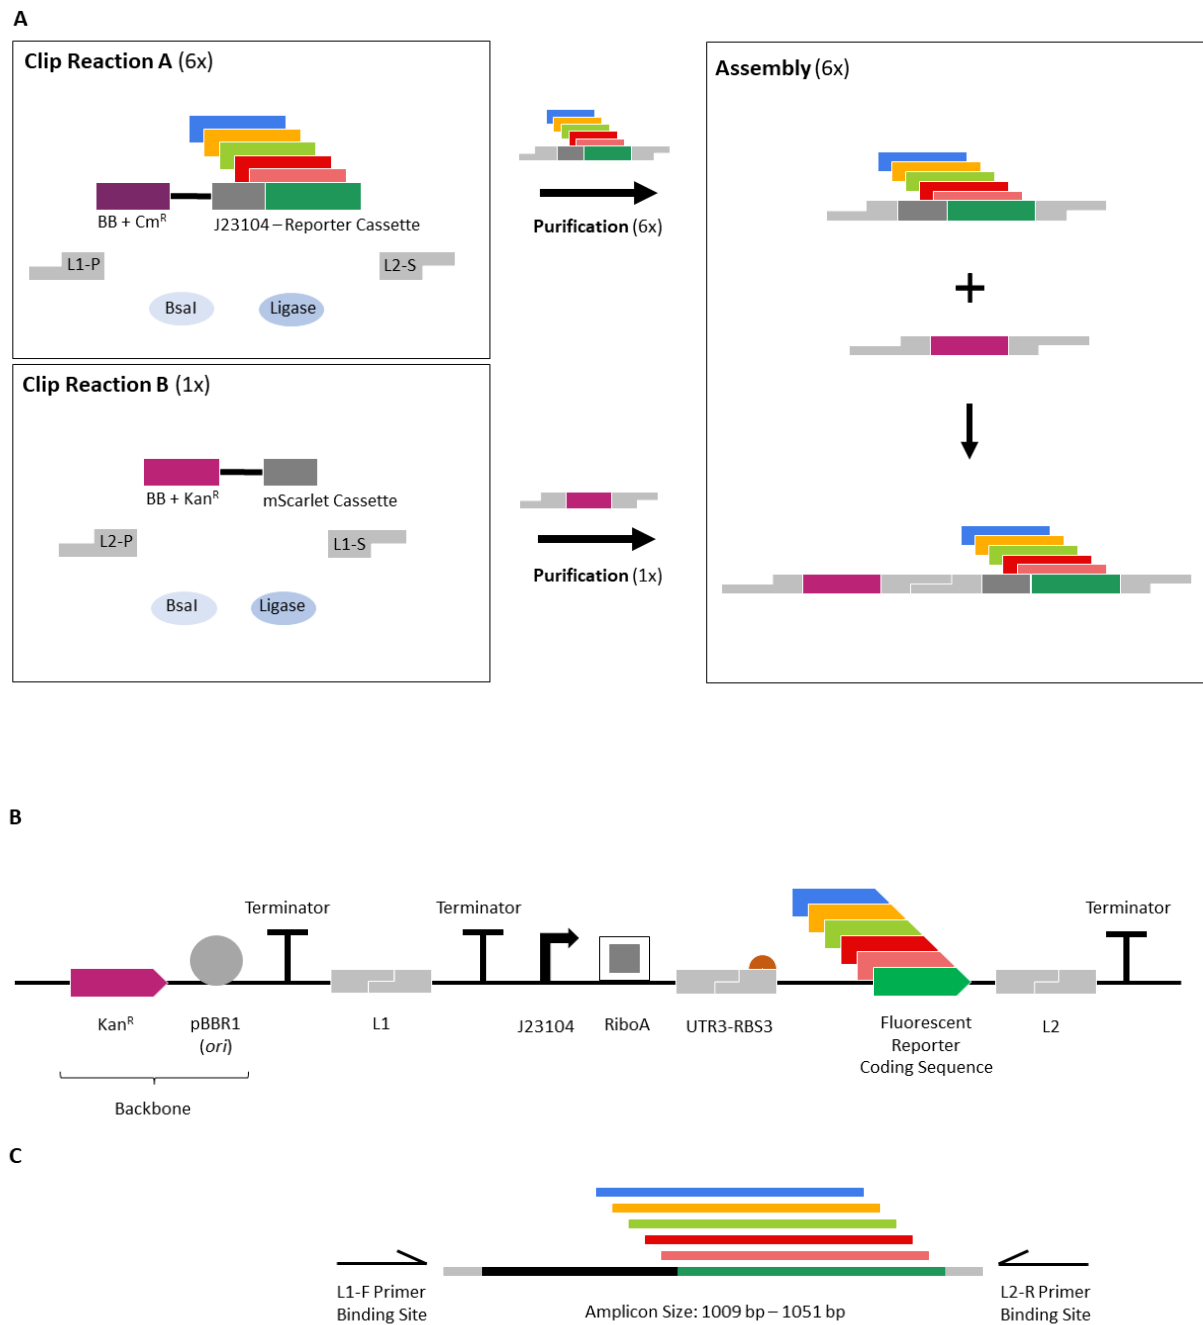 A
Clip Reaction A (6x)
BB + Cm^R
J23104 – Reporter Cassette
L1-P
L2-S
BsaI
Ligase
Purification (6x)
Assembly (6x)
Clip Reaction B (1x)
BB + Kan^R
mScarlet Cassette
L2-P
L1-S
BsaI
Ligase
Purification (1x)
B
Terminator
Terminator
Terminator
Kan^R
pBBR1
(ori)
L1
J23104
RiboA
UTR3-RBS3
Fluorescent
Reporter
Coding Sequence
L2
Backbone
C
L1-F Primer
Binding Site
Amplicon Size: 1009 bp – 1051 bp
L2-R Primer
Binding Site